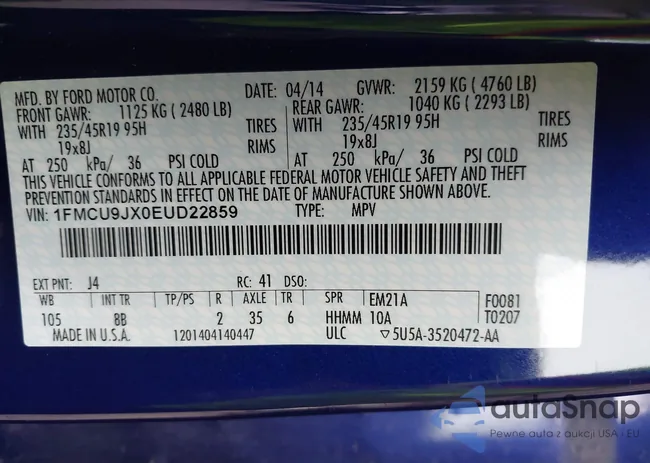 MFD. BY FORD MOTOR CO.
DATE: 04/14 GVWR: 2159 KG ( 4760 LB)
FRONT GAWR: 1125 KG ( 2480 LB) REAR GAWR: 1040 KG ( 2293 LB)
WITH 235/45R19 95H TIRES WITH 235/45R19 95H TIRES
19x8J RIMS 19x8J RIMS
AT 250 kPa/ 36 PSI COLD AT 250 kPa/ 36 PSI COLD
THIS VEHICLE CONFORMS TO ALL APPLICABLE FEDERAL MOTOR VEHICLE SAFETY AND THEFT
PREVENTION STANDARDS IN EFFECT ON THE DATE OF MANUFACTURE SHOWN ABOVE.
VIN: 1FMCU9JX0EUD22859 TYPE: MPV
EXT PNT: J4 RC: 41 DSO:
WB INT TR TP/PS R AXLE TR SPR EM21A F0081
105 8B 2 35 6 HHMM 10A T0207
MADE IN U.S.A. 1201404140447 ULC ▽5U5A-3520472-AA
autoSnap
Pewne auta z aukcji USA - EU